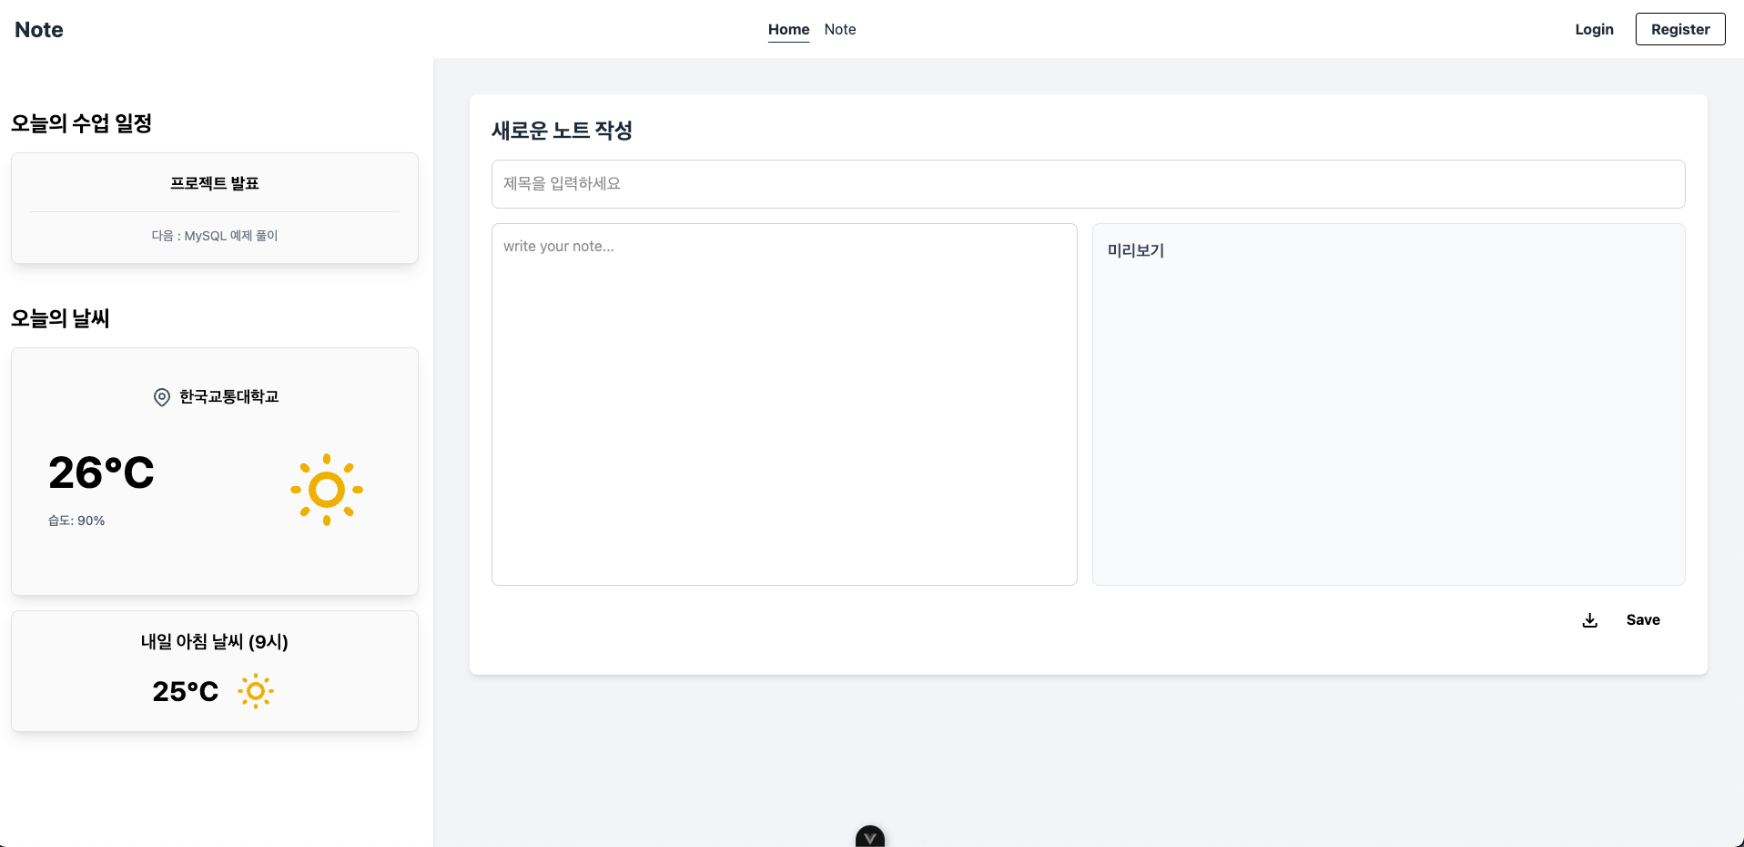 Note
Home
Note
Login
Register
오늘의 수업 일정
프로젝트 발표
다음 : MySQL 예제 풀이
오늘의 날씨
한국교통대학교
26°C
습도: 90%
내일 아침 날씨 (9시)
25°C
새로운 노트 작성
제목을 입력하세요
write your note...
미리보기
Save